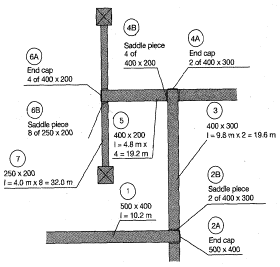 4B
Saddle piece
4 of
400 x 200
4A
End cap
2 of 400 x 300
6A
End cap
4 of 400 x 200
6B
Saddle piece
8 of 250 x 200
5
400 x 200
l = 4.8 m x
4 = 19.2 m
3
400 x 300
l = 9.8 m x 2 = 19.6 m
7
250 x 200
l = 4.0 m x 8 = 32.0 m
1
500 x 400
l = 10.2 m
2B
Saddle piece
2 of 400 x 300
2A
End cap
500 x 400